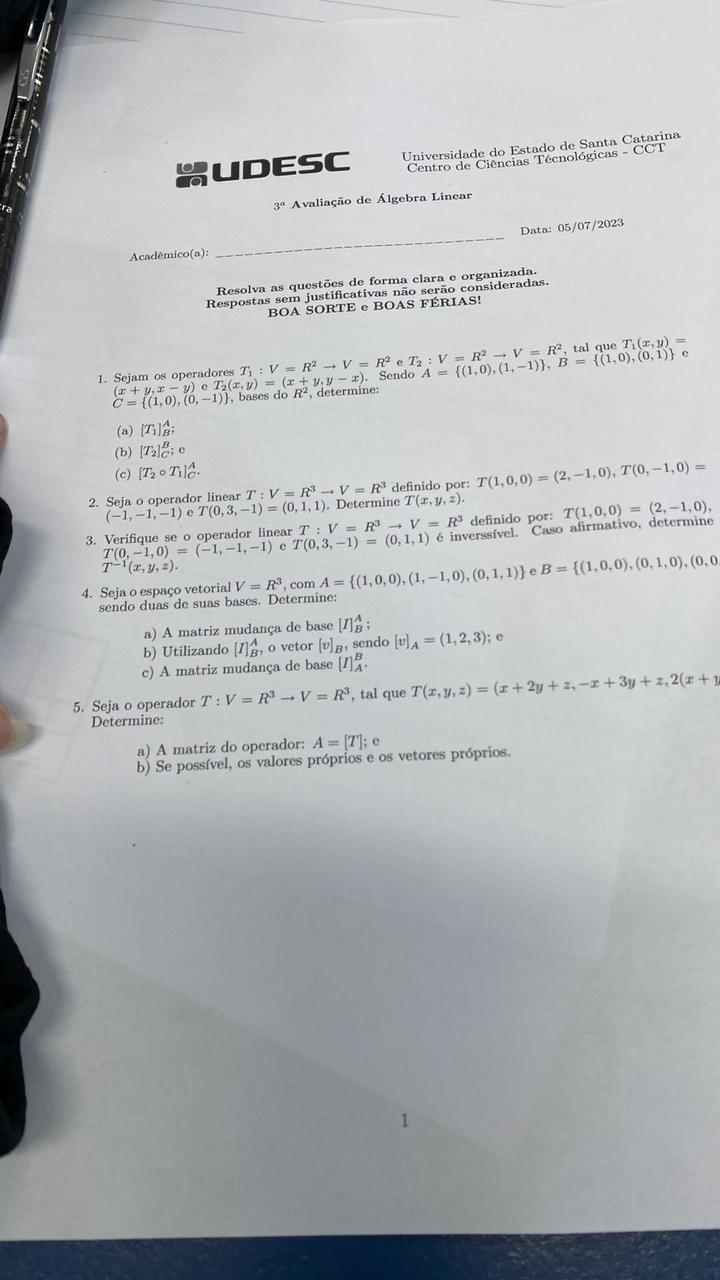 UDESC
Universidade do Estado de Santa Catarina
Centro de Ciências Técnológicas - CCT
3ª Avaliação de Álgebra Linear
Acadêmico(a): ____________________________ Data: 05/07/2023
Resolva as questões de forma clara e organizada.
Respostas sem justificativas não serão consideradas.
BOA SORTE e BOAS FÉRIAS!
1. Sejam os operadores T₁ : V = R² → V = R² e T₂ : V = R² → V = R², tal que T₁(x, y) =
(x + y, x − y) e T₂(x, y) = (x + y, y − x). Sendo A = {(1, 0), (1, −1)}, B = {(1, 0), (0, 1)} e
C = {(1, 0), (0, −1)}, bases do R², determine:
(a) [T₁]^A_B;
(b) [T₂]^B_C; e
(c) [T₂ ∘ T₁]^A_C.
2. Seja o operador linear T : V = R³ → V = R³ definido por: T(1, 0, 0) = (2, −1, 0), T(0, −1, 0) =
(−1, −1, −1) e T(0, 3, −1) = (0, 1, 1). Determine T(x, y, z).
3. Verifique se o operador linear T : V = R³ → V = R³ definido por: T(1, 0, 0) = (2, −1, 0),
T(0, −1, 0) = (−1, −1, −1) e T(0, 3, −1) = (0, 1, 1) é inverssível. Caso afirmativo, determine
T⁻¹(x, y, z).
4. Seja o espaço vetorial V = R³, com A = {(1, 0, 0), (1, −1, 0), (0, 1, 1)} e B = {(1, 0, 0), (0, 1, 0), (0, 0
sendo duas de suas bases. Determine:
a) A matriz mudança de base [I]^A_B;
b) Utilizando [I]^A_B, o vetor [v]_B, sendo [v]_A = (1, 2, 3); e
c) A matriz mudança de base [I]^B_A.
5. Seja o operador T : V = R³ → V = R³, tal que T(x, y, z) = (x + 2y + z, −x + 3y + z, 2(x + y
Determine:
a) A matriz do operador: A = [T]; e
b) Se possível, os valores próprios e os vetores próprios.
1